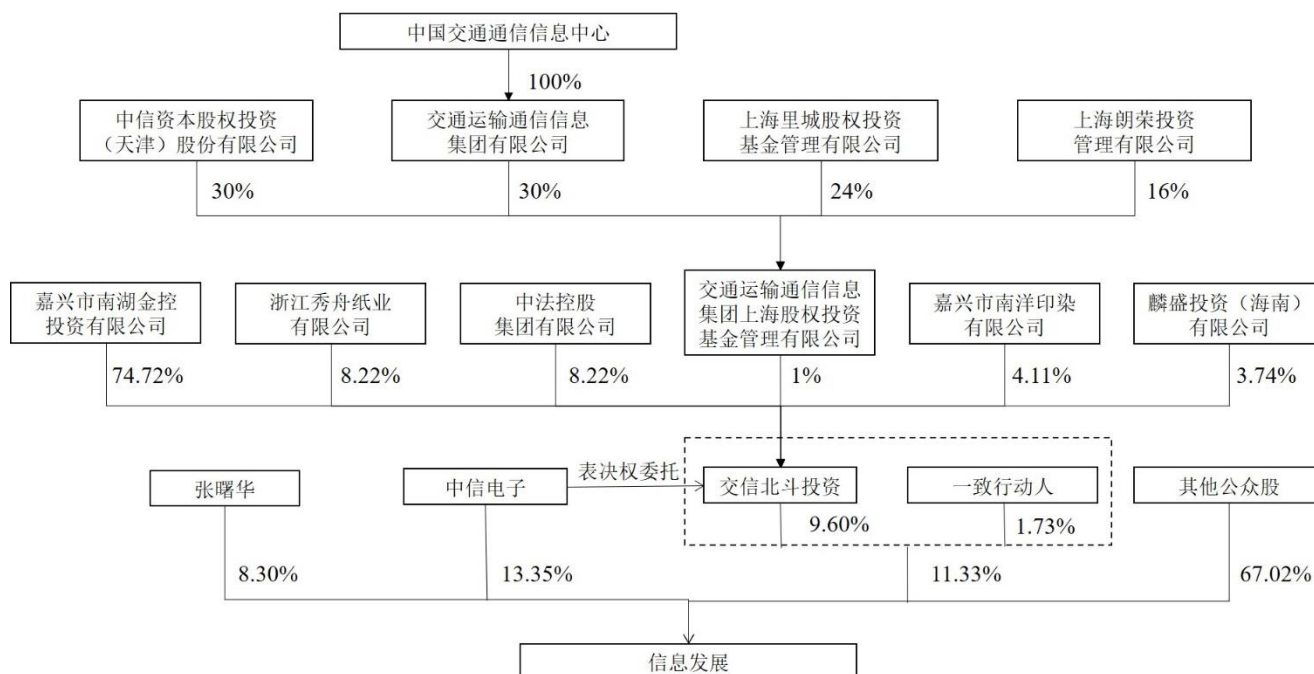 中国交通通信信息中心
100%
中信资本股权投资
（天津）股份有限公司
交通运输通信信息
集团有限公司
上海里城股权投资
基金管理有限公司
上海朗荣投资
管理有限公司
30%
30%
24%
16%
嘉兴市南湖金控
投资有限公司
浙江秀舟纸业
有限公司
中法控股
集团有限公司
交通运输通信信息
集团上海股权投资
基金管理有限公司
嘉兴市南洋印染
有限公司
麟盛投资（海南）
有限公司
74.72%
8.22%
8.22%
1%
4.11%
3.74%
张曙华
中信电子
表决权委托
交信北斗投资
一致行动人
其他公众股
9.60%
1.73%
8.30%
13.35%
11.33%
67.02%
信息发展